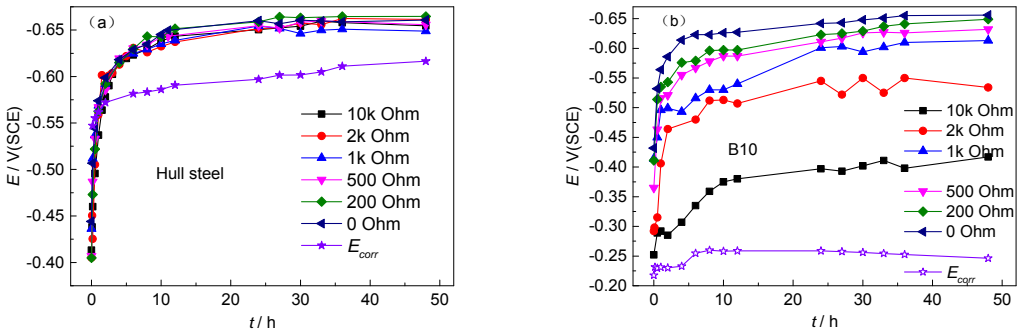 (a)
E / V(SCE)
-0.65
-0.60
-0.55
-0.50
-0.45
-0.40
Hull steel
10k Ohm
2k Ohm
1k Ohm
500 Ohm
200 Ohm
0 Ohm
Ecorr
0 10 20 30 40 50
t / h
(b)
E / V(SCE)
-0.65
-0.60
-0.55
-0.50
-0.45
-0.40
-0.35
-0.30
-0.25
-0.20
B10
10k Ohm
2k Ohm
1k Ohm
500 Ohm
200 Ohm
0 Ohm
Ecorr
0 10 20 30 40 50
t / h